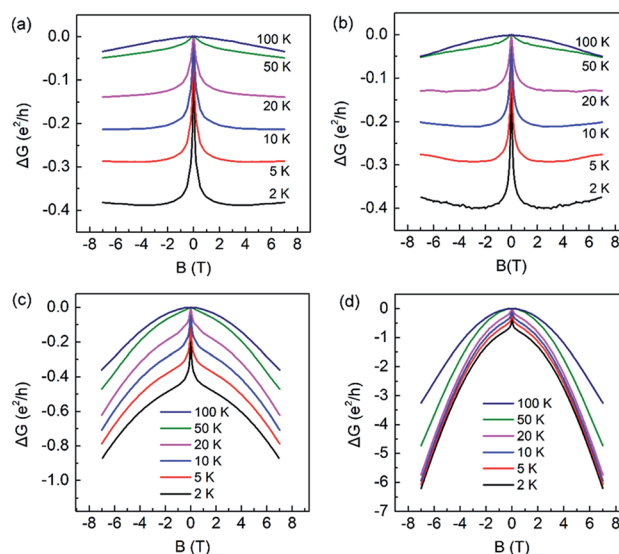 (a)
ΔG (e²/h)
0.0
-0.1
-0.2
-0.3
-0.4
100 K
50 K
20 K
10 K
5 K
2 K
-8 -6 -4 -2 0 2 4 6 8
B (T)
(b)
ΔG (e²/h)
0.0
-0.1
-0.2
-0.3
-0.4
100 K
50 K
20 K
10 K
5 K
2 K
-8 -6 -4 -2 0 2 4 6 8
B(T)
(c)
ΔG (e²/h)
0.0
-0.2
-0.4
-0.6
-0.8
-1.0
100 K
50 K
20 K
10 K
5 K
2 K
-8 -6 -4 -2 0 2 4 6 8
B (T)
(d)
ΔG (e²/h)
0
-1
-2
-3
-4
-5
-6
-7
100 K
50 K
20 K
10 K
5 K
2 K
-8 -6 -4 -2 0 2 4 6 8
B (T)